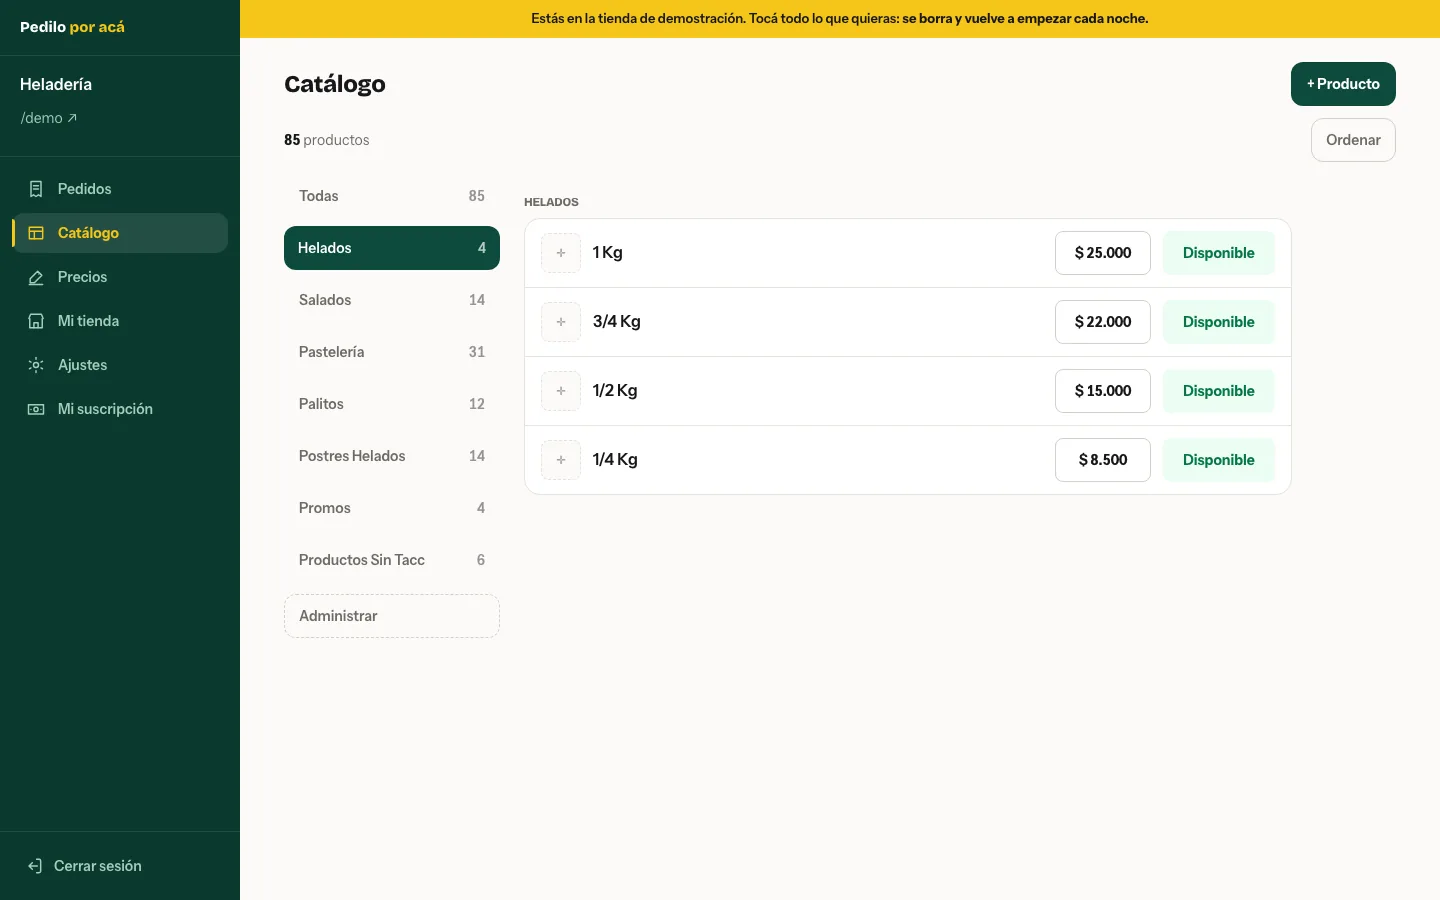 Pedilo por acá
Heladería
/demo ↗
Pedidos
Catálogo
Precios
Mi tienda
Ajustes
Mi suscripción
Cerrar sesión
Estás en la tienda de demostración. Tocá todo lo que quieras: se borra y vuelve a empezar cada noche.
Catálogo
+ Producto
85 productos
Ordenar
Todas 85
Helados 4
Salados 14
Pastelería 31
Palitos 12
Postres Helados 14
Promos 4
Productos Sin Tacc 6
Administrar
HELADOS
+ 1 Kg $ 25.000 Disponible
+ 3/4 Kg $ 22.000 Disponible
+ 1/2 Kg $ 15.000 Disponible
+ 1/4 Kg $ 8.500 Disponible